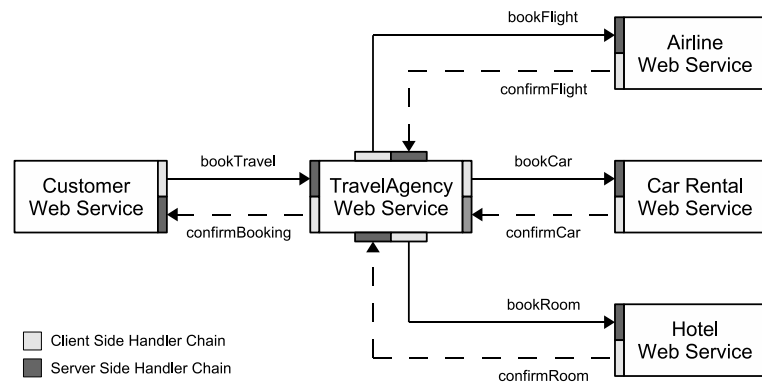 bookFlight
Airline
Web Service
confirmFlight
bookTravel
bookCar
Customer
Web Service
TravelAgency
Web Service
Car Rental
Web Service
confirmBooking
confirmCar
bookRoom
Hotel
Web Service
Client Side Handler Chain
Server Side Handler Chain
confirmRoom